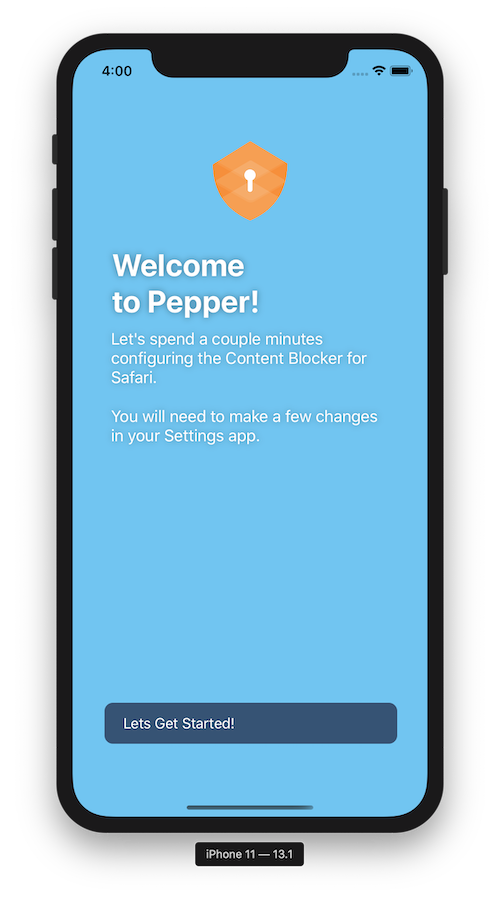 4:00
Welcome
to Pepper!
Let's spend a couple minutes
configuring the Content Blocker for
Safari.
You will need to make a few changes
in your Settings app.
Lets Get Started!
iPhone 11 — 13.1